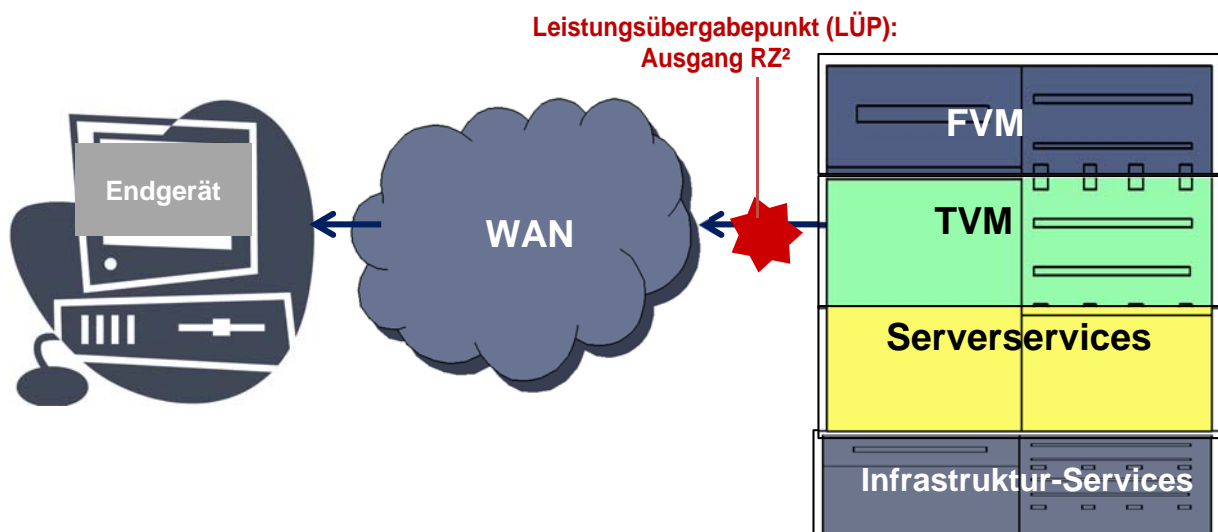 Leistungsübergabepunkt (LÜP):
Ausgang RZ²
FVM
Endgerät
TVM
WAN
Serverservices
Infrastruktur-Services